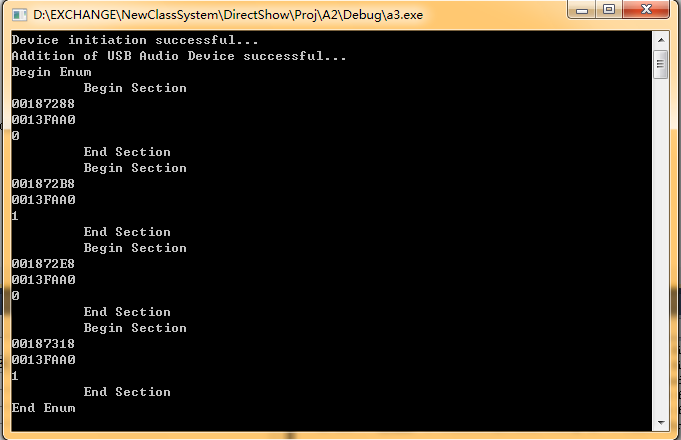 D:\EXCHANGE\NewClassSystem\DirectShow\Proj\A2\Debug\a3.exe
Device initiation successful...
Addition of USB Audio Device successful...
Begin Enum
Begin Section
00187288
0013FAA0
0
End Section
Begin Section
001872B8
0013FAA0
1
End Section
Begin Section
001872E8
0013FAA0
0
End Section
Begin Section
00187318
0013FAA0
1
End Section
End Enum